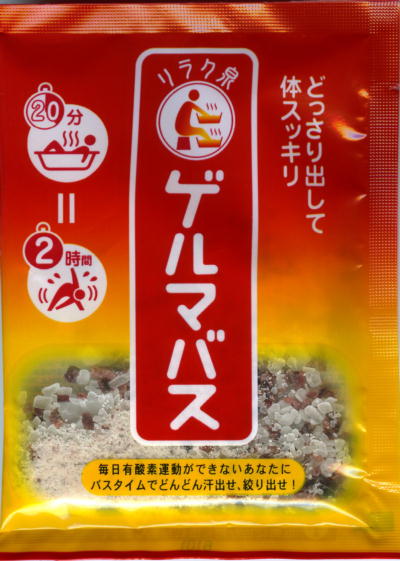 リラク泉
ゲルマバス
どっさり出して
体スッキリ
20分
=
2時間
毎日有酸素運動ができないあなたに
バスタイムでどんどん汗出せ、絞り出せ!